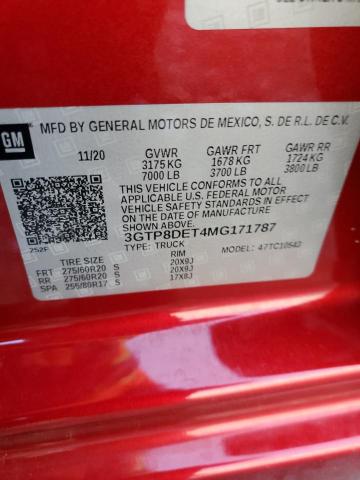 GM
MFD BY GENERAL MOTORS DE MEXICO, S. DE R.L. DE C.V.
11/20 GVWR GAWR FRT GAWR RR
3175 KG 1678 KG 1724 KG
7000 LB 3700 LB 3800 LB
THIS VEHICLE CONFORMS TO ALL
APPLICABLE U.S. FEDERAL MOTOR
VEHICLE SAFETY STANDARDS IN
EFFECT ON THE DATE OF
MANUFACTURE SHOWN ABOVE.
3GTP8DET4MG171787
TYPE: TRUCK MODEL: 4TTC10543
252F
TIRE SIZE RIM
FRT 275/60R20 S 20X9J
RR 275/60R20 S 20X9J
SPA 255/80R17 S 17X8J